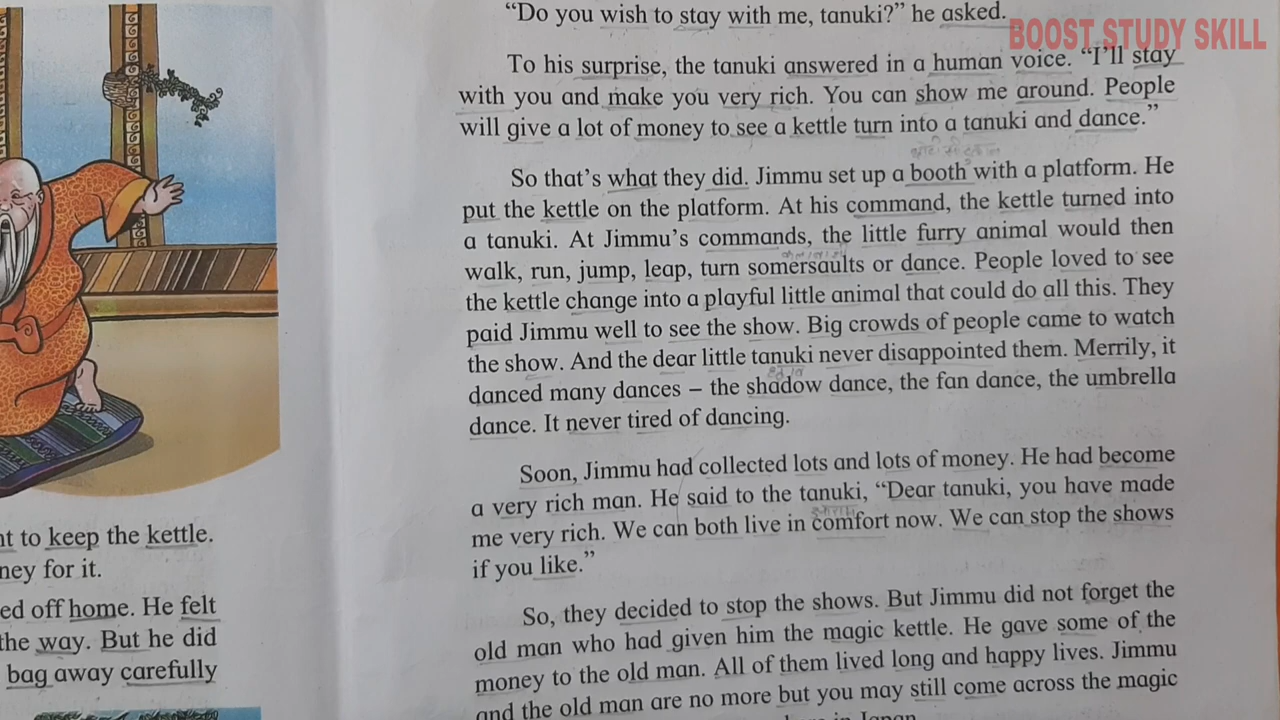 BOOST STUDY SKILL
nt to keep the kettle.
ney for it.
ed off home. He felt
the way. But he did
bag away carefully
“Do you wish to stay with me, tanuki?” he asked.
To his surprise, the tanuki answered in a human voice. “I’ll stay
with you and make you very rich. You can show me around. People
will give a lot of money to see a kettle turn into a tanuki and dance.”
So that’s what they did. Jimmu set up a booth with a platform. He
put the kettle on the platform. At his command, the kettle turned into
a tanuki. At Jimmu’s commands, the little furry animal would then
walk, run, jump, leap, turn somersaults or dance. People loved to see
the kettle change into a playful little animal that could do all this. They
paid Jimmu well to see the show. Big crowds of people came to watch
the show. And the dear little tanuki never disappointed them. Merrily, it
danced many dances – the shadow dance, the fan dance, the umbrella
dance. It never tired of dancing.
Soon, Jimmu had collected lots and lots of money. He had become
a very rich man. He said to the tanuki, “Dear tanuki, you have made
me very rich. We can both live in comfort now. We can stop the shows
if you like.”
So, they decided to stop the shows. But Jimmu did not forget the
old man who had given him the magic kettle. He gave some of the
money to the old man. All of them lived long and happy lives. Jimmu
and the old man are no more but you may still come across the magic
in Japan